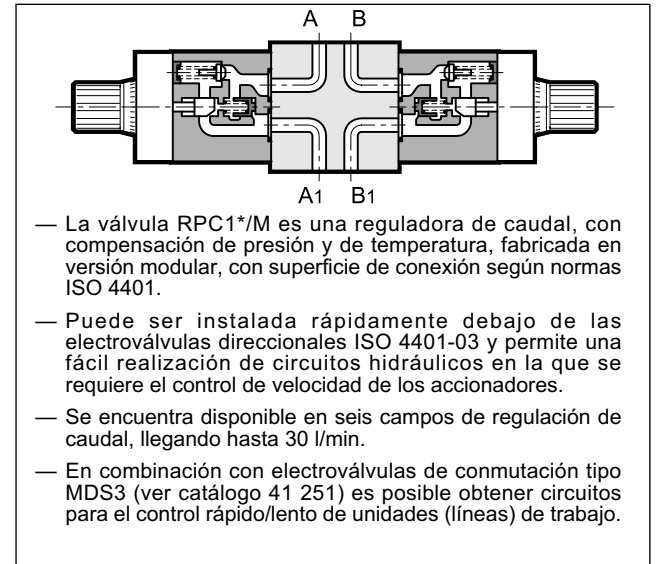 A B
A1 B1
— La válvula RPC1*/M es una reguladora de caudal, con
compensación de presión y de temperatura, fabricada en
versión modular, con superficie de conexión según normas
ISO 4401.
— Puede ser instalada rápidamente debajo de las
electroválvulas direccionales ISO 4401-03 y permite una
fácil realización de circuitos hidráulicos en la que se
requiere el control de velocidad de los accionadores.
— Se encuentra disponible en seis campos de regulación de
caudal, llegando hasta 30 l/min.
— En combinación con electroválvulas de conmutación tipo
MDS3 (ver catálogo 41 251) es posible obtener circuitos
para el control rápido/lento de unidades (líneas) de trabajo.